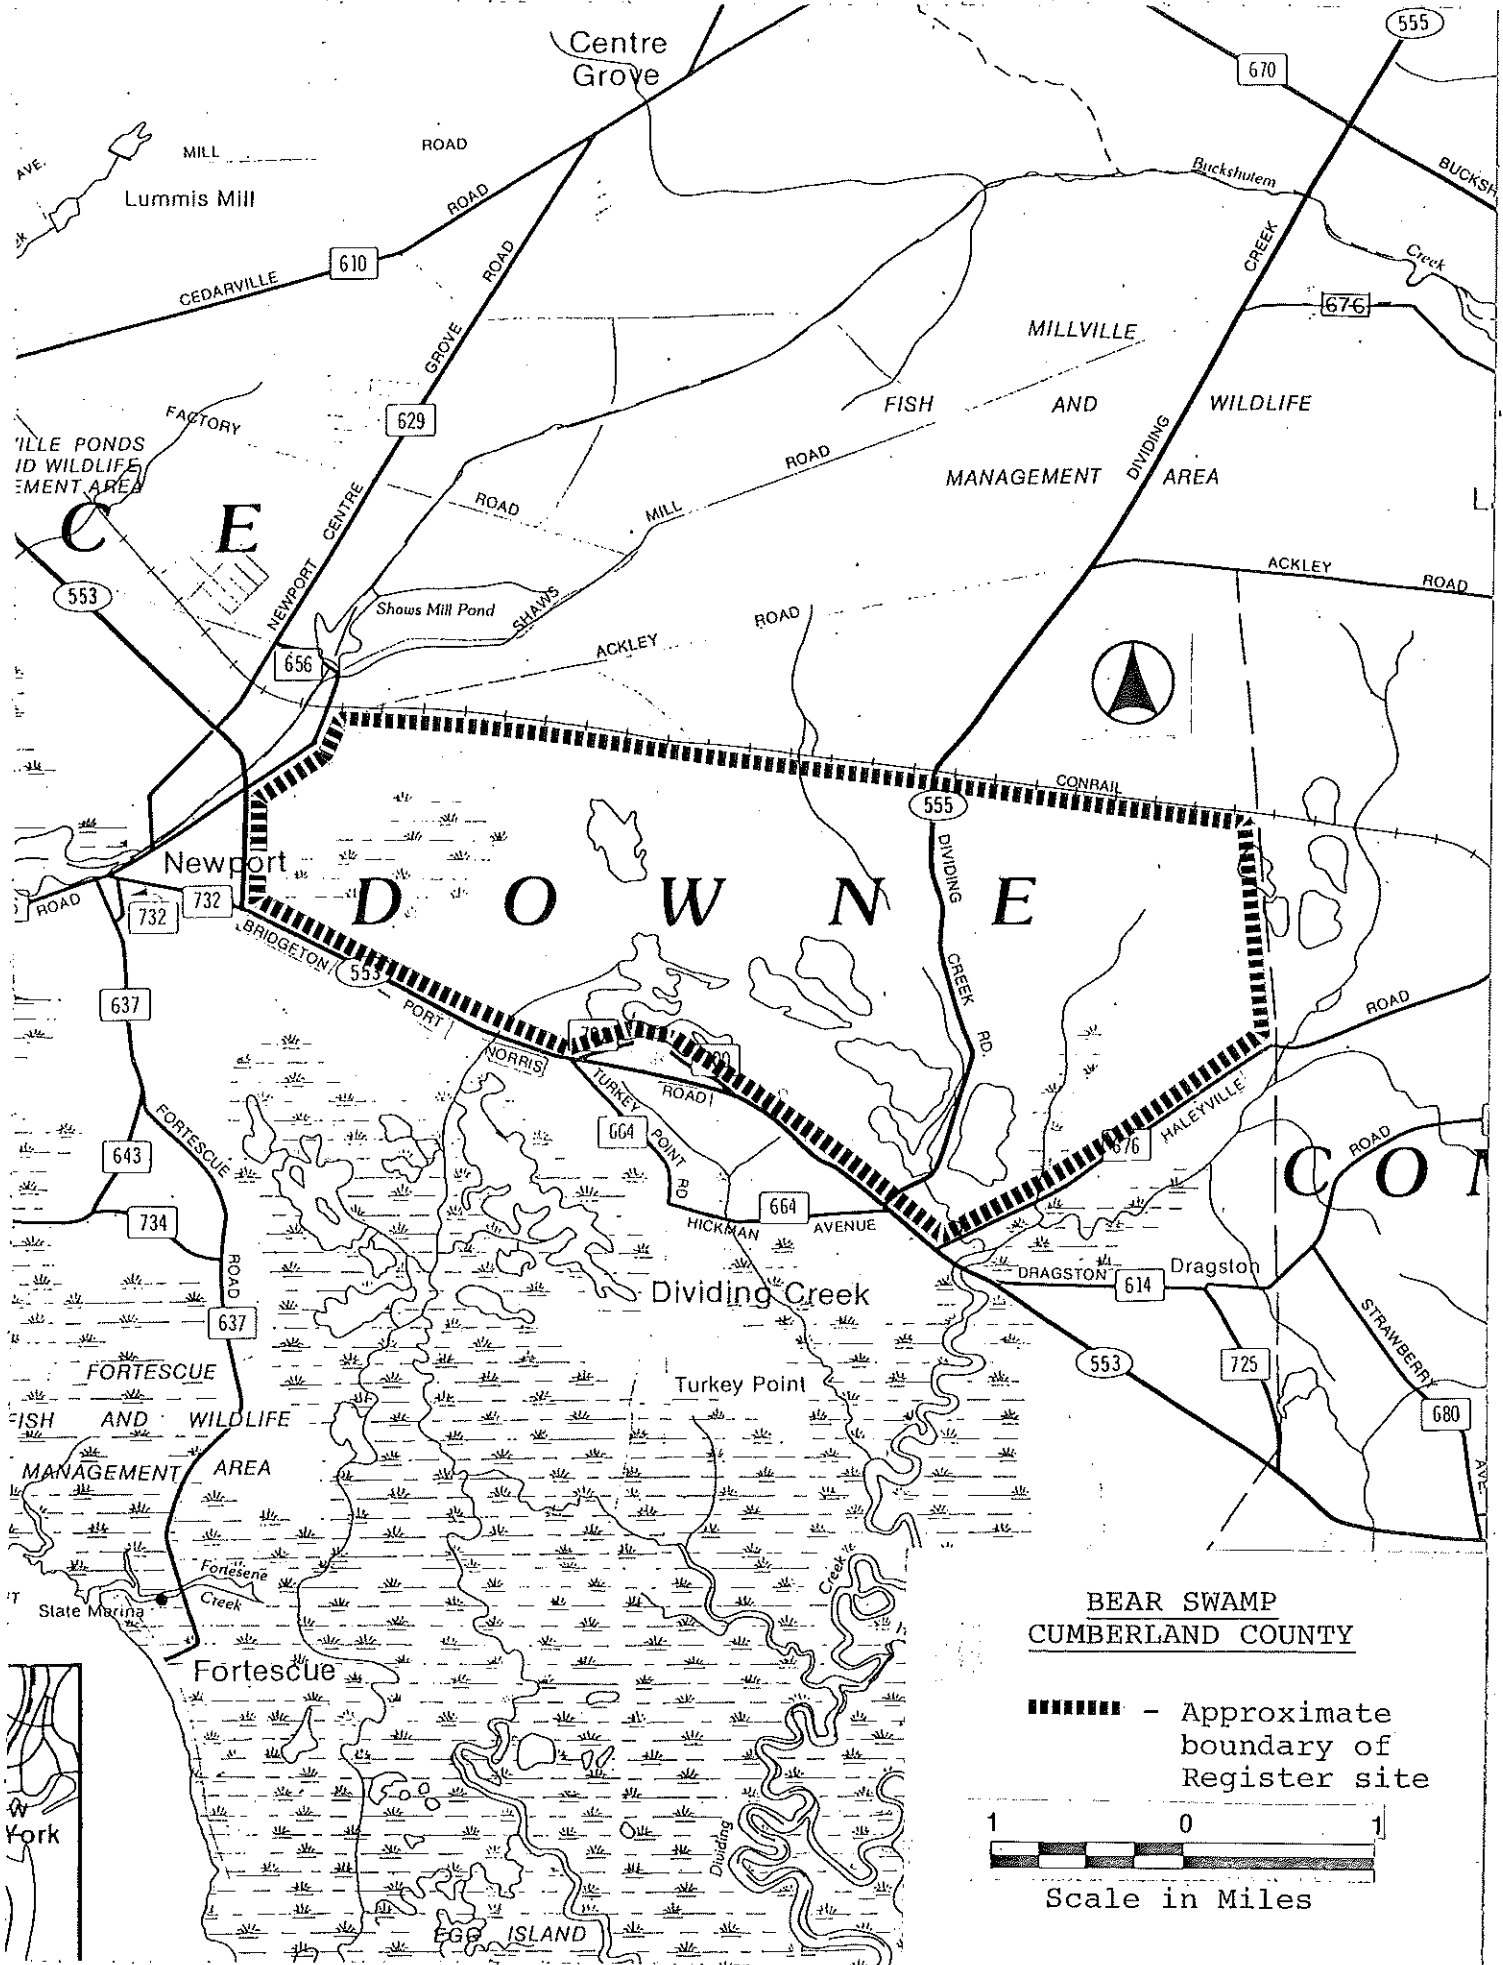 555
Centre
Grove
670
AVE.
MILL
ROAD
Lummis Mill
ROAD
Buckshutem
BUCKSH
Creek
CREEK
610
CEDARVILLE
ROAD
676
GROVE
MILLVILLE
FISH AND WILDLIFE
MANAGEMENT AREA
FACTORY
629
ROAD
DIVIDING
'ILLE PONDS
ID WILDLIFE
EMENT AREA
C E
CENTRE
ROAD
MILL
L
NEWPORT
553
Shows Mill Pond
SHAWS
ACKLEY
ROAD
ACKLEY
ROAD
656
CONRAIL
555
Newport
DIVIDING
D O W N E
ROAD
732
732
BRIDGETON
553
PORT
NORRIS
CREEK
RD.
637
ROAD
TURKEY
ROAD
664
POINT
RD
FORTESCUE
643
676
HALEYVILLE
ROAD
C O
734
664
HICKMAN
AVENUE
ROAD
DRAGSTON
614
Dragston
Dividing Creek
637
STRAWBERRY
553
725
FORTESCUE
FISH AND WILDLIFE
MANAGEMENT AREA
Turkey Point
680
AVE.
Fortesene
Creek
State Marina
Creek
Fortescue
BEAR SWAMP
CUMBERLAND COUNTY
- Approximate
boundary of
Register site
W
York
Dividing
1 0 1
Scale in Miles
EGG ISLAND